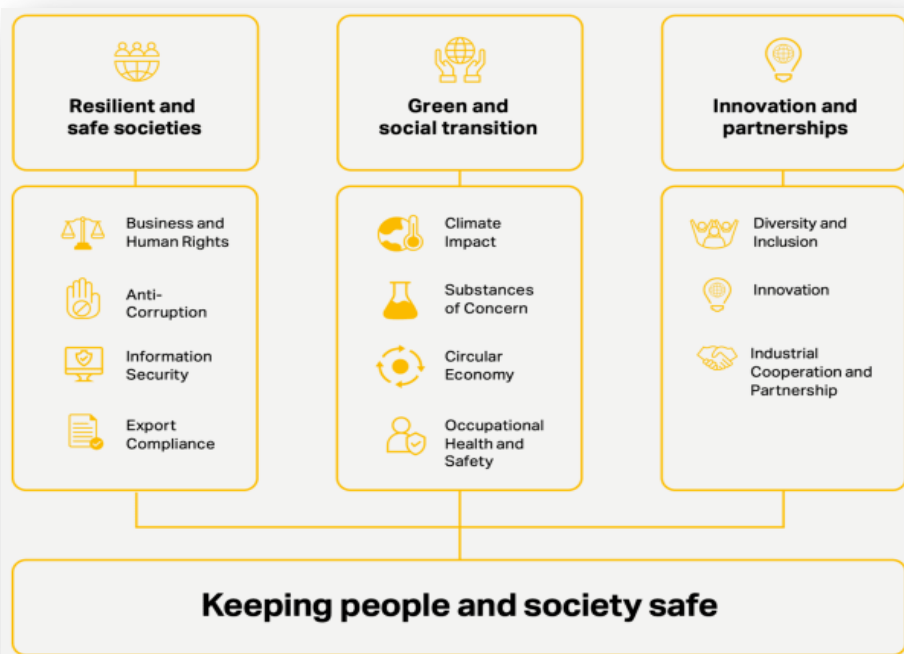 Resilient and
safe societies
Business and
Human Rights
Anti-
Corruption
Information
Security
Export
Compliance
Green and
social transition
Climate
Impact
Substances
of Concern
Circular
Economy
Occupational
Health and
Safety
Innovation and
partnerships
Diversity and
Inclusion
Innovation
Industrial
Cooperation and
Partnership
Keeping people and society safe